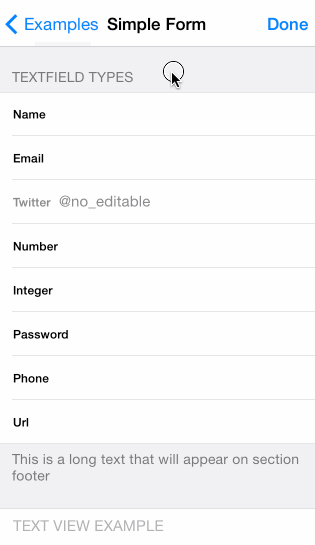 Examples Simple Form Done
TEXTFIELD TYPES
Name
Email
Twitter @no_editable
Number
Integer
Password
Phone
Url
This is a long text that will appear on section
footer
TEXT VIEW EXAMPLE